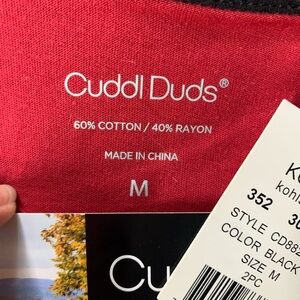 Cuddl Duds®
60% COTTON / 40% RAYON
MADE IN CHINA
M
352
STYLE CD882
COLOR BLACK
SIZE M
2PC
Cu